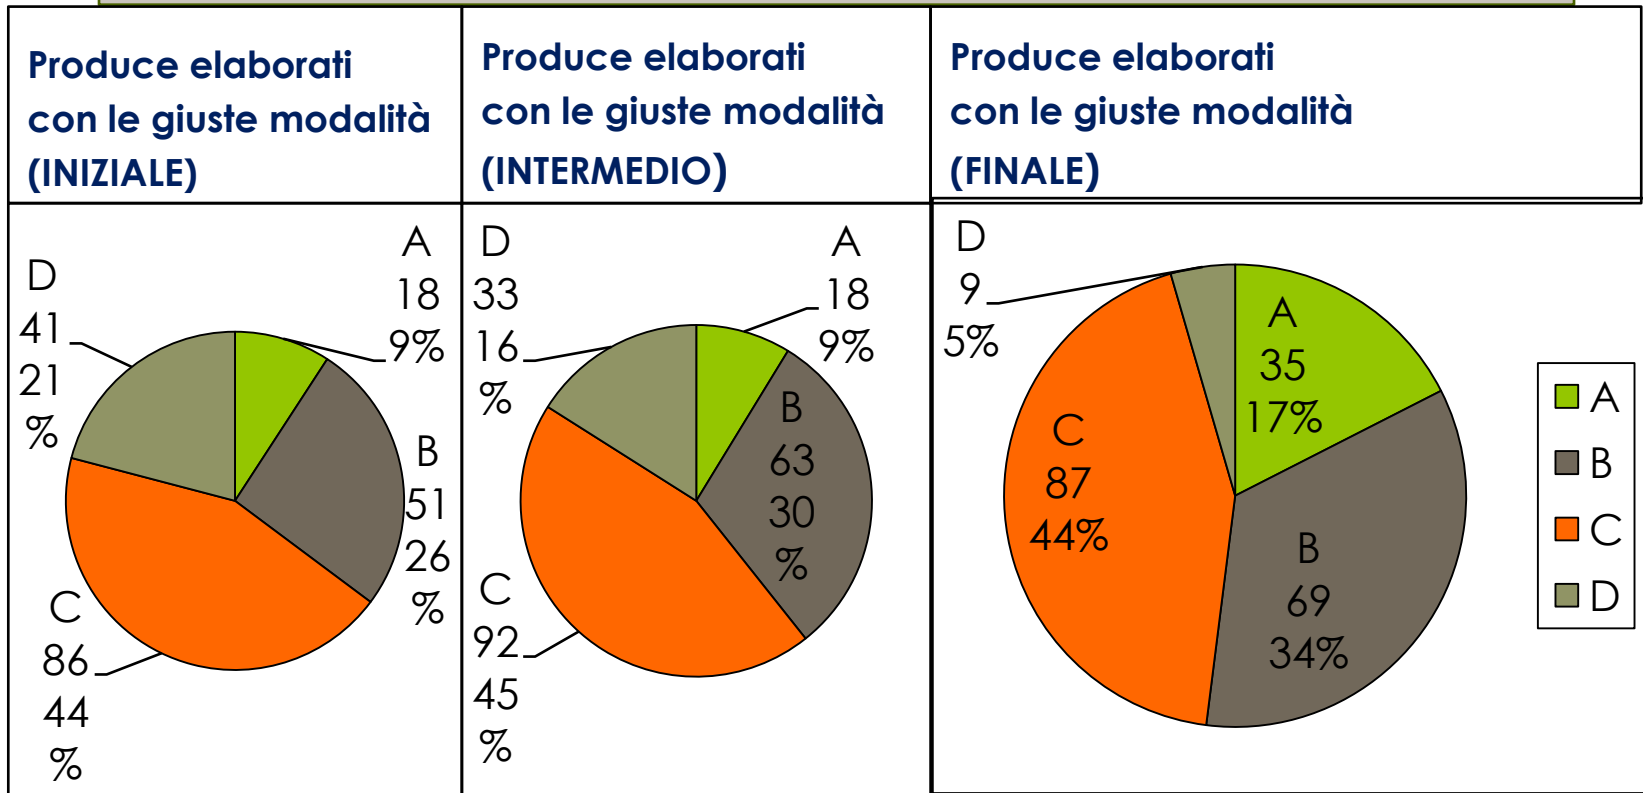 Produce elaborati
con le giuste modalità
(INIZIALE)
Produce elaborati
con le giuste modalità
(INTERMEDIO)
Produce elaborati
con le giuste modalità
(FINALE)
A
18
9%
B
51
26
%
C
86
44
%
D
41
21
%
A
18
9%
B
63
30
%
C
92
45
%
D
33
16
%
A
35
17%
B
69
34%
C
87
44%
D
9
5%
A
B
C
D